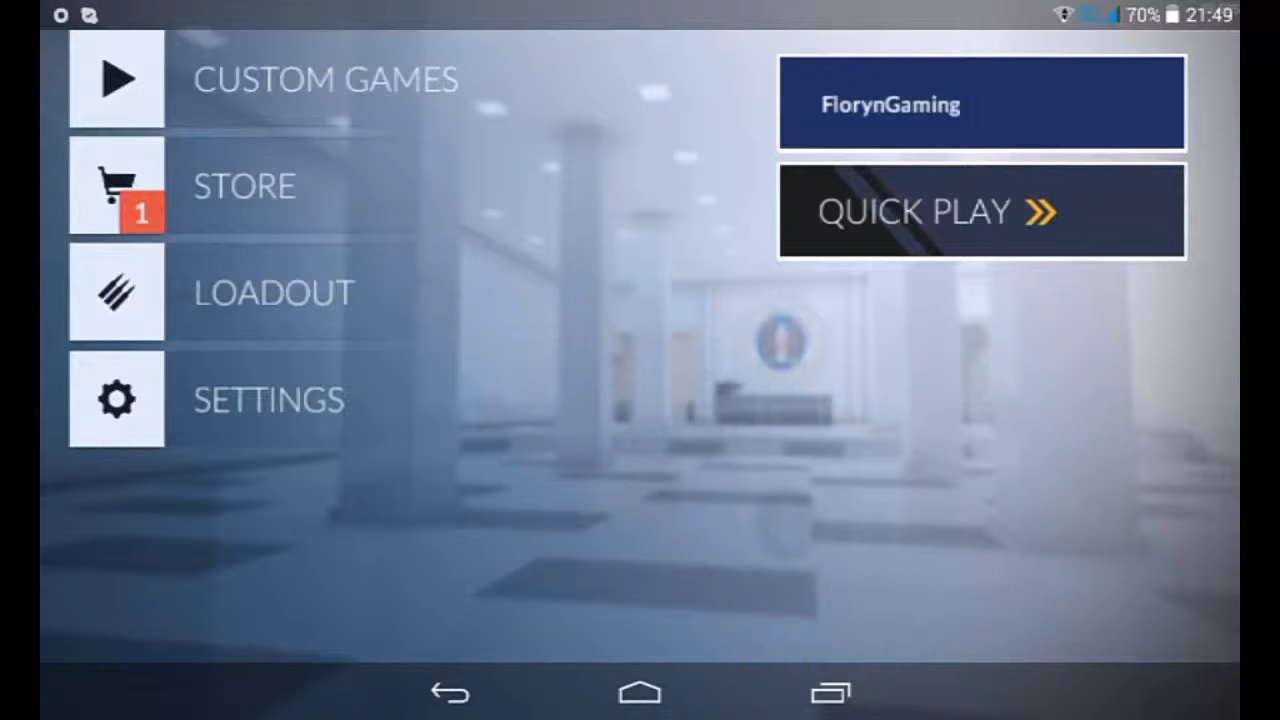 70% 21:49
CUSTOM GAMES
STORE
1
LOADOUT
SETTINGS
FlorynGaming
QUICK PLAY